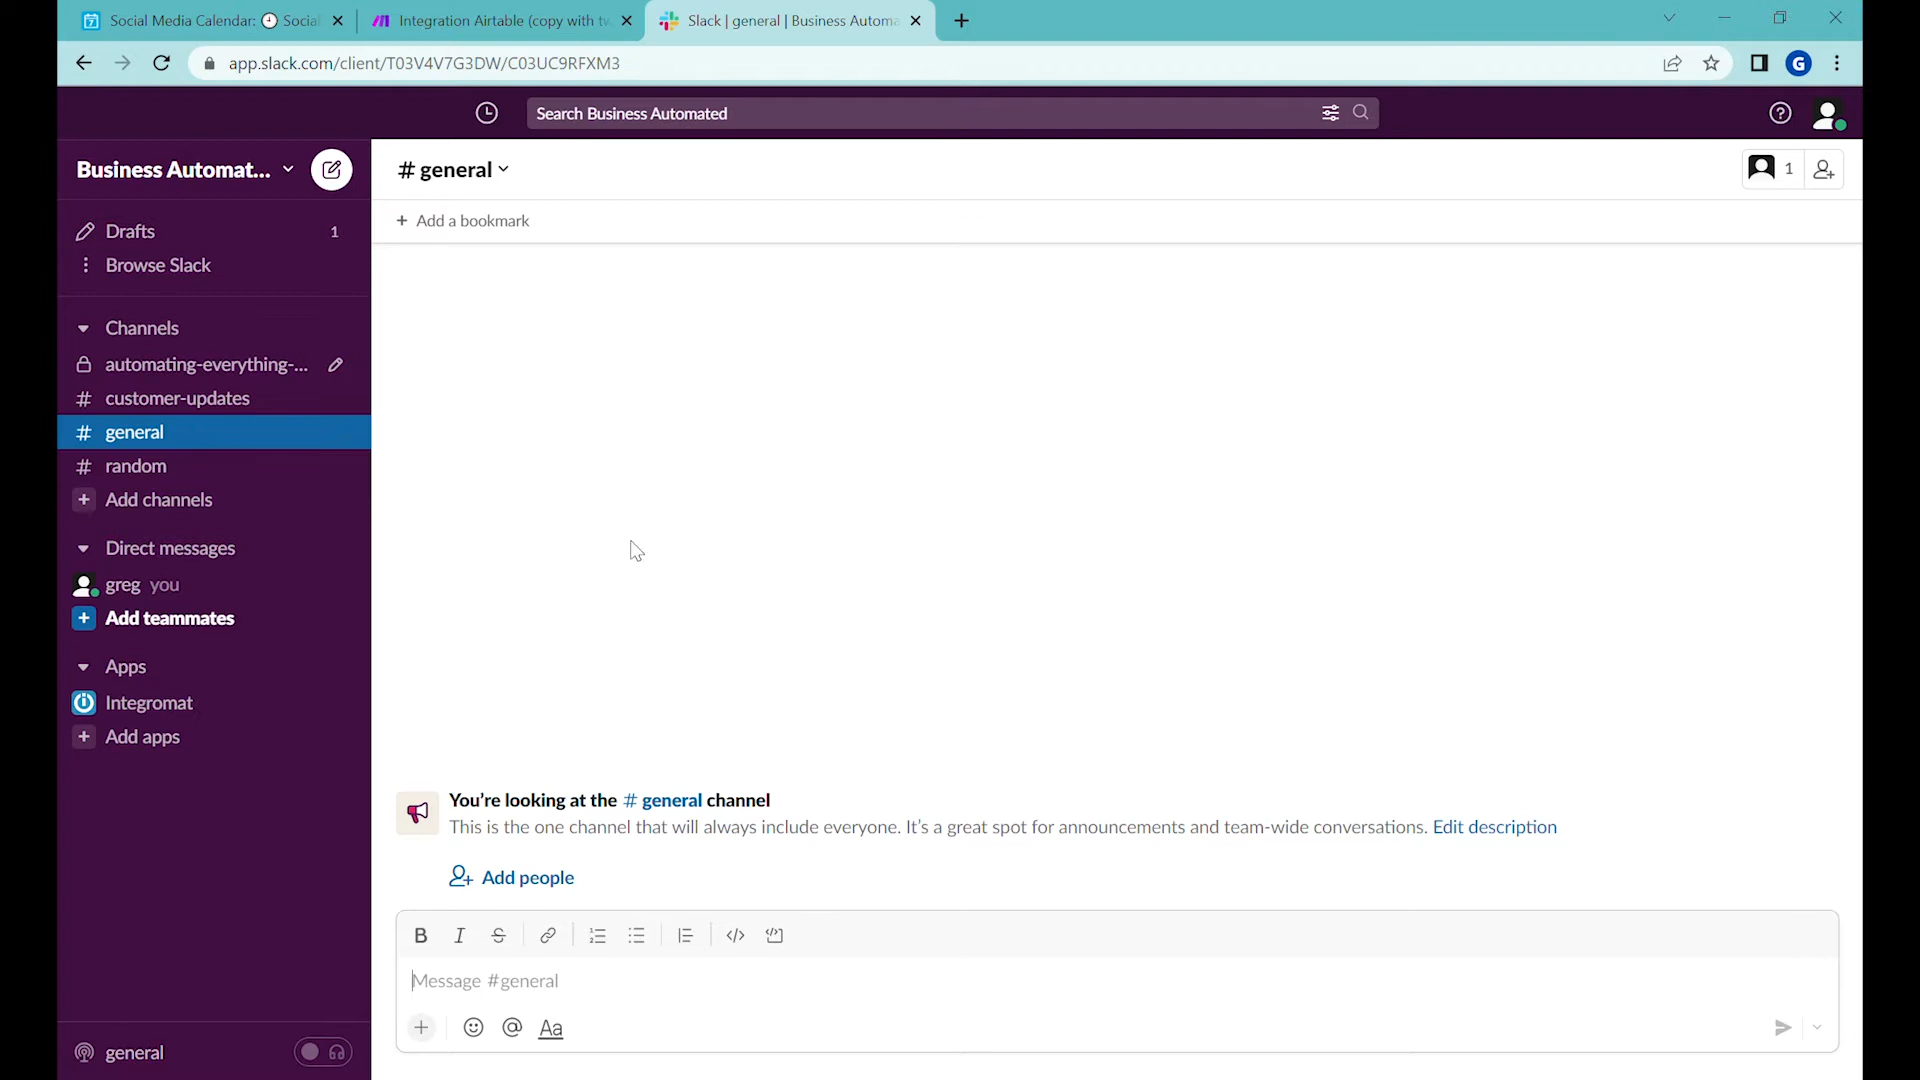 Social Media Calendar: Social
Integration Airtable (copy with tw
Slack | general | Business Automa
app.slack.com/client/T03V4V7G3DW/C03UC9RFXM3
G
Search Business Automated
Business Automat...
# general
1
+ Add a bookmark
Drafts 1
Browse Slack
Channels
automating-everything-...
# customer-updates
# general
# random
+ Add channels
Direct messages
greg you
+ Add teammates
Apps
Integromat
+ Add apps
You're looking at the # general channel
This is the one channel that will always include everyone. It's a great spot for announcements and team-wide conversations. Edit description
Add people
B I S
Message #general
+ @ Aa
general